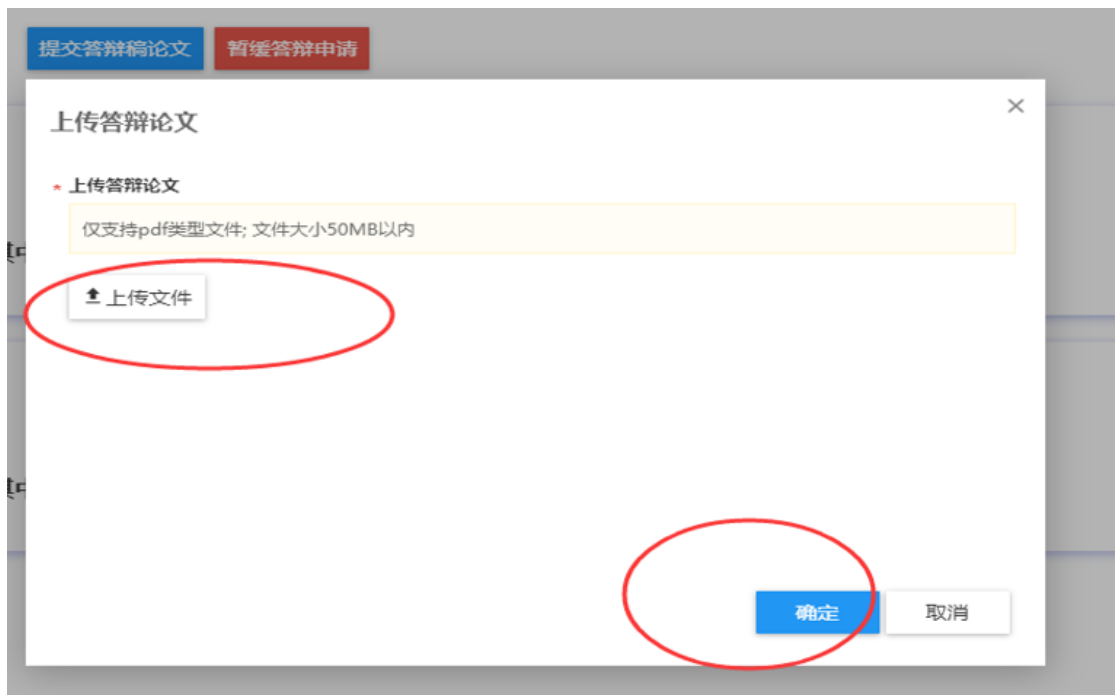 提交答辩稿论文 暂缓答辩申请
上传答辩论文
* 上传答辩论文
仅支持pdf类型文件; 文件大小50MB以内
上传文件
确定 取消